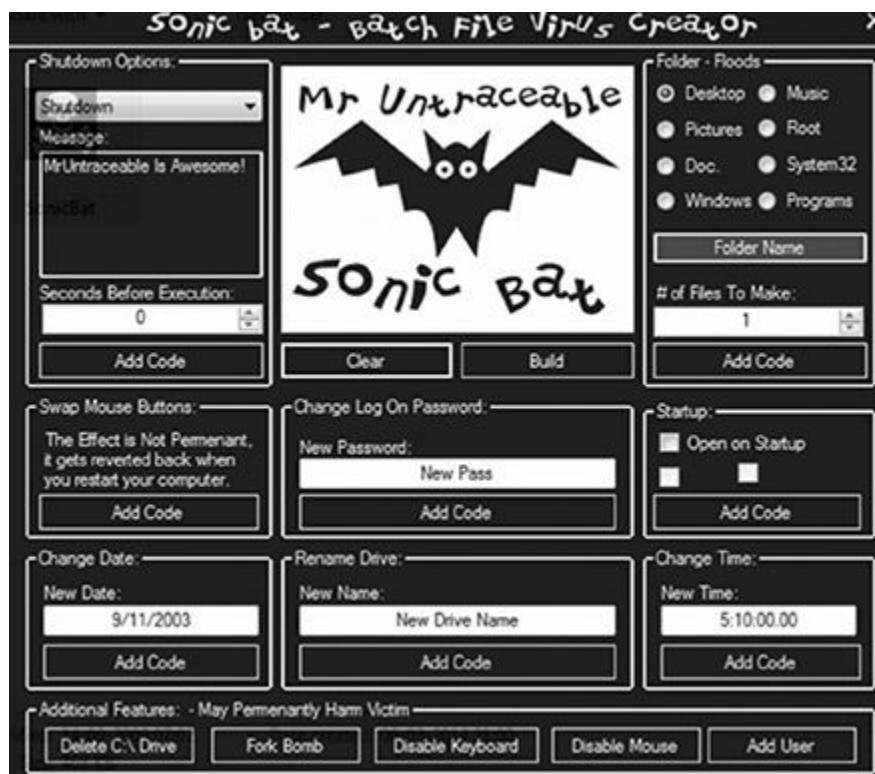 Sonic bat - Batch File Virus Creator
Shutdown Options:
Shutdown
Message:
MrUntraceable Is Awesome!
SonicBat
Seconds Before Execution:
0
Add Code
Mr Untraceable
Sonic Bat
Clear
Build
Folder - Floods
Desktop
Music
Pictures
Root
Doc.
System32
Windows
Programs
Folder Name
# of Files To Make:
1
Add Code
Swap Mouse Buttons:
The Effect is Not Permenant,
it gets reverted back when
you restart your computer.
Add Code
Change Log On Password:
New Password:
New Pass
Add Code
Startup:
Open on Startup
Add Code
Change Date:
New Date:
9/11/2003
Add Code
Rename Drive:
New Name:
New Drive Name
Add Code
Change Time:
New Time:
5:10:00.00
Add Code
Additional Features: - May Permenantly Harm Victim
Delete C:\ Drive
Fork Bomb
Disable Keyboard
Disable Mouse
Add User